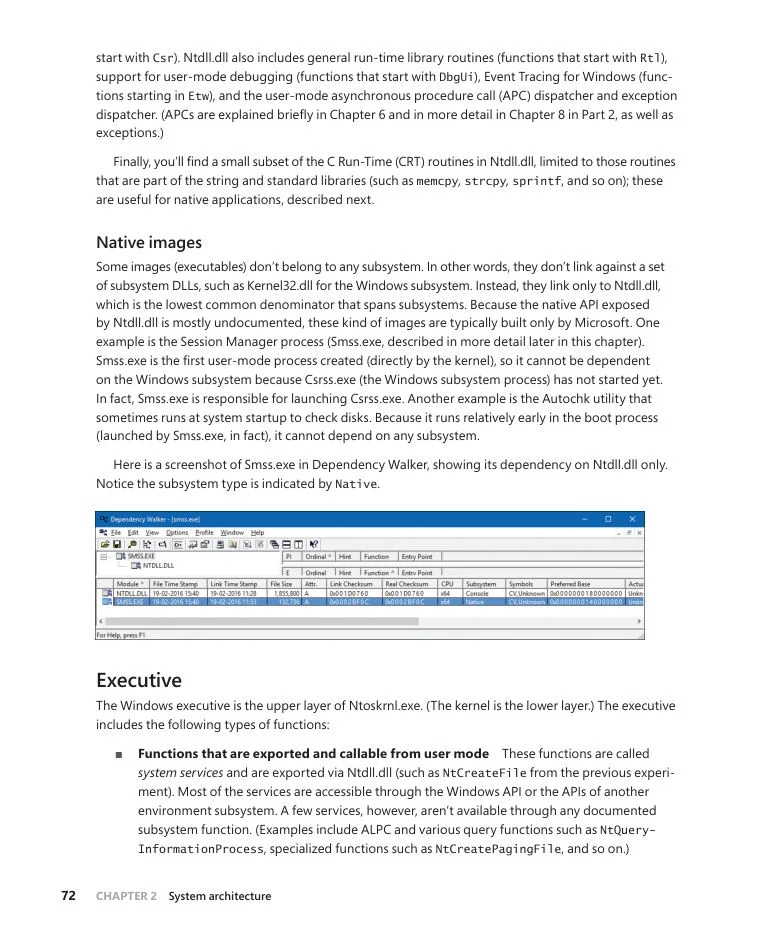 start with Csr). Ntdll.dll also includes general run-time library routines (functions that start with Rtl),
support for user-mode debugging (functions that start with DbgUi), Event Tracing for Windows (func-
tions starting in Etw), and the user-mode asynchronous procedure call (APC) dispatcher and exception
dispatcher. (APCs are explained briefly in Chapter 6 and in more detail in Chapter 8 in Part 2, as well as
exceptions.)
Finally, you’ll find a small subset of the C Run-Time (CRT) routines in Ntdll.dll, limited to those routines
that are part of the string and standard libraries (such as memcpy, strcpy, sprintf, and so on); these
are useful for native applications, described next.
Native images
Some images (executables) don’t belong to any subsystem. In other words, they don’t link against a set
of subsystem DLLs, such as Kernel32.dll for the Windows subsystem. Instead, they link only to Ntdll.dll,
which is the lowest common denominator that spans subsystems. Because the native API exposed
by Ntdll.dll is mostly undocumented, these kind of images are typically built only by Microsoft. One
example is the Session Manager process (Smss.exe, described in more detail later in this chapter).
Smss.exe is the first user-mode process created (directly by the kernel), so it cannot be dependent
on the Windows subsystem because Csrss.exe (the Windows subsystem process) has not started yet.
In fact, Smss.exe is responsible for launching Csrss.exe. Another example is the Autochk utility that
sometimes runs at system startup to check disks. Because it runs relatively early in the boot process
(launched by Smss.exe, in fact), it cannot depend on any subsystem.
Here is a screenshot of Smss.exe in Dependency Walker, showing its dependency on Ntdll.dll only.
Notice the subsystem type is indicated by Native.
Dependency Walker - [smss.exe]
File Edit View Options Profile Window Help
SMSS.EXE
NTDLL.DLL
PI Ordinal ^ Hint Function Entry Point
E Ordinal Hint Function ^ Entry Point
Module ^ File Time Stamp Link Time Stamp File Size Attr. Link Checksum Real Checksum CPU Subsystem Symbols Preferred Base Actu
NTDLL.DLL 19-02-2016 15:40 19-02-2016 11:28 1,855,800 A 0x001D0760 0x001D0760 x64 Console CV,Unknown 0x0000000180000000 Unkn
SMSS.EXE 19-02-2016 15:40 19-02-2016 11:33 132,706 A 0x0002BF0C 0x0002BF0C x64 Native CV,Unknown 0x0000000140000000 Unkn
For Help, press F1
Executive
The Windows executive is the upper layer of Ntoskrnl.exe. (The kernel is the lower layer.) The executive
includes the following types of functions:
■ Functions that are exported and callable from user mode These functions are called
system services and are exported via Ntdll.dll (such as NtCreateFile from the previous experi-
ment). Most of the services are accessible through the Windows API or the APIs of another
environment subsystem. A few services, however, aren’t available through any documented
subsystem function. (Examples include ALPC and various query functions such as NtQuery-
InformationProcess, specialized functions such as NtCreatePagingFile, and so on.)
72 CHAPTER 2 System architecture